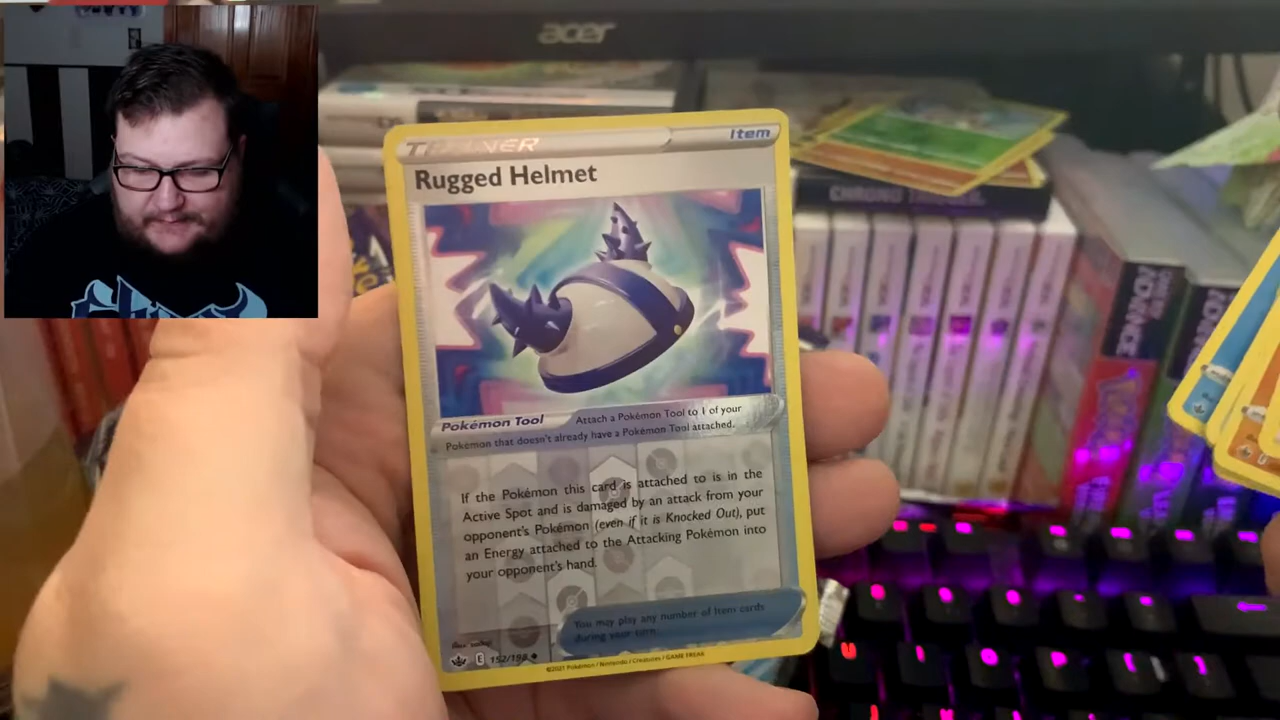 acer
TRAINER
Item
Rugged Helmet
CHRONO TRIGGER
Pokémon Tool
Attach a Pokémon Tool to 1 of your
Pokémon that doesn't already have a Pokémon Tool attached.
If the Pokémon this card is attached to is in the
Active Spot and is damaged by an attack from your
opponent's Pokémon (even if it is Knocked Out), put
an Energy attached to the Attacking Pokémon into
your opponent's hand.
You may play any number of Item cards
during your turn.
E 152/198
©2021 Pokémon / Nintendo / Creatures / GAME FREAK
GAME BOY ADVANCE